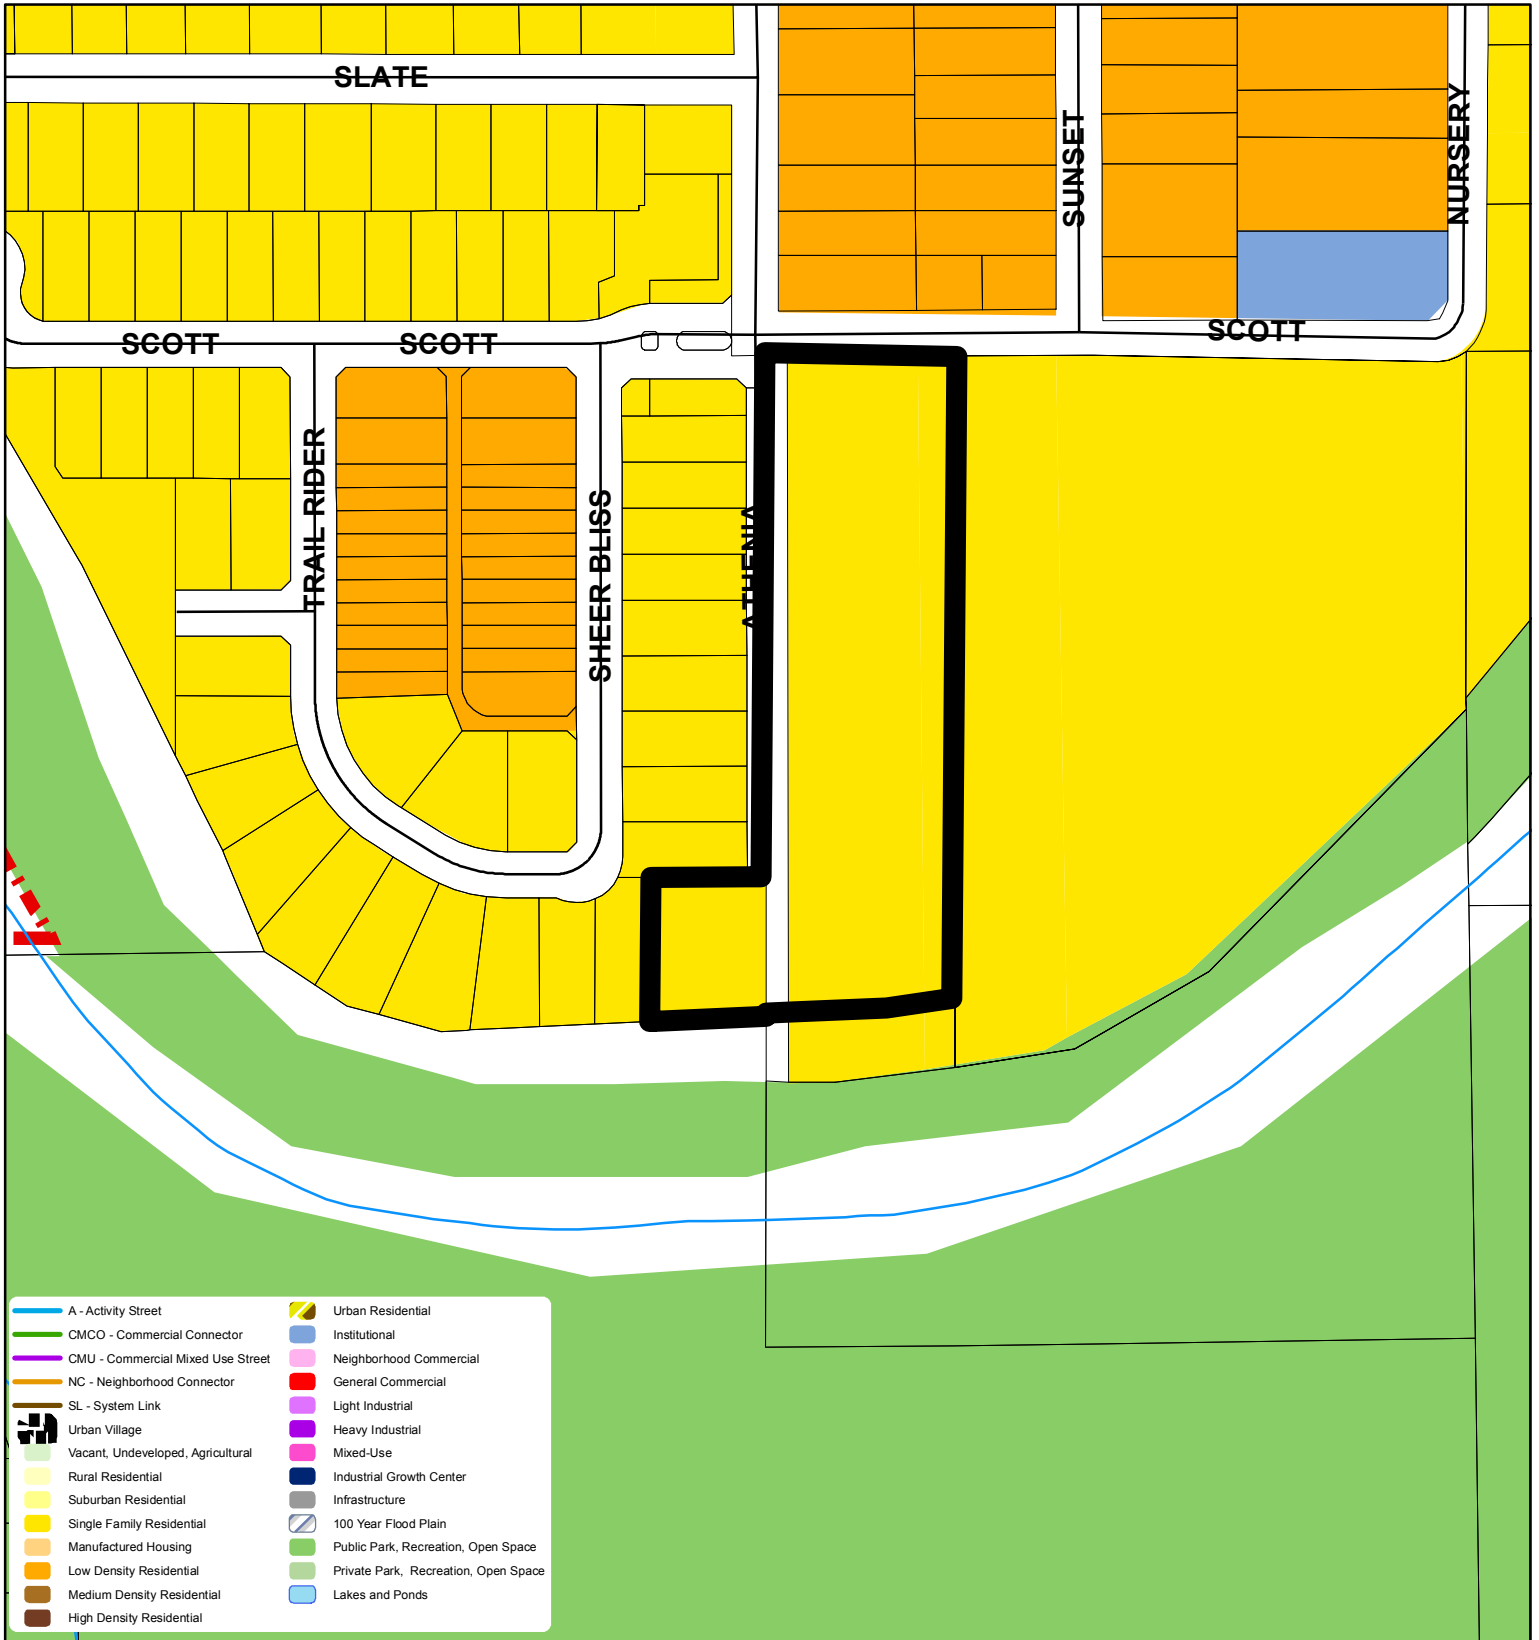 SLATE
SUNSET
NURSERY
SCOTT
SCOTT
SCOTT
TRAIL RIDER
SHEER BLISS
ATHENIA
A - Activity Street
CMCO - Commercial Connector
CMU - Commercial Mixed Use Street
NC - Neighborhood Connector
SL - System Link
Urban Village
Vacant, Undeveloped, Agricultural
Rural Residential
Suburban Residential
Single Family Residential
Manufactured Housing
Low Density Residential
Medium Density Residential
High Density Residential
Urban Residential
Institutional
Neighborhood Commercial
General Commercial
Light Industrial
Heavy Industrial
Mixed-Use
Industrial Growth Center
Infrastructure
100 Year Flood Plain
Public Park, Recreation, Open Space
Private Park, Recreation, Open Space
Lakes and Ponds